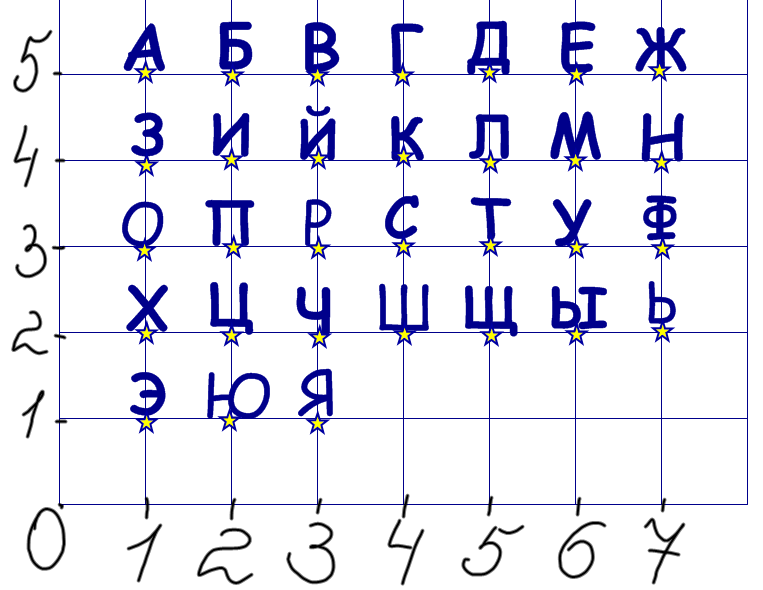 5 А Б В Г Д Е Ж
4 З И Й К Л М Н
3 О П Р С Т У Ф
2 Х Ц Ч Ш Щ Ы Ь
1 Э Ю Я
0 1 2 3 4 5 6 7